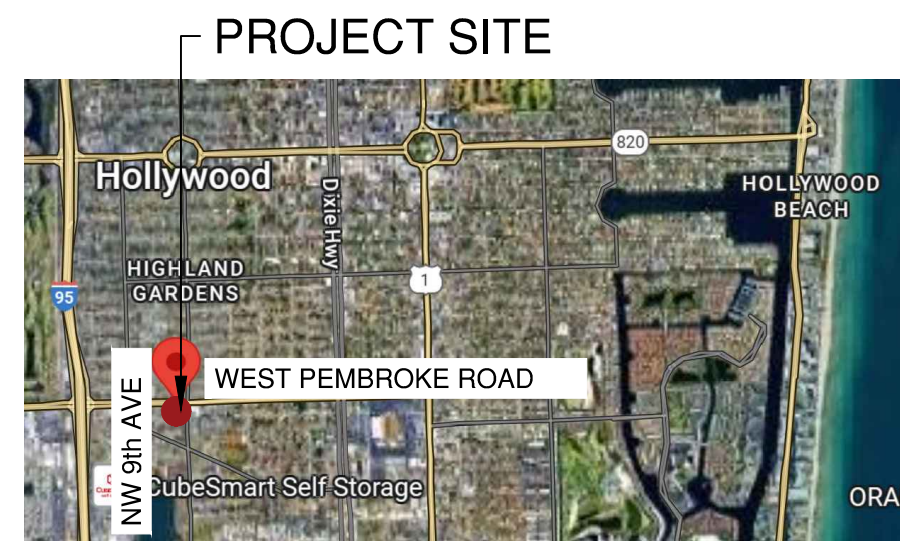 PROJECT SITE
820
Hollywood
HOLLYWOOD
BEACH
Dixie Hwy
HIGHLAND
GARDENS
1
95
WEST PEMBROKE ROAD
NW 9th AVE
CubeSmart Self Storage
ORA